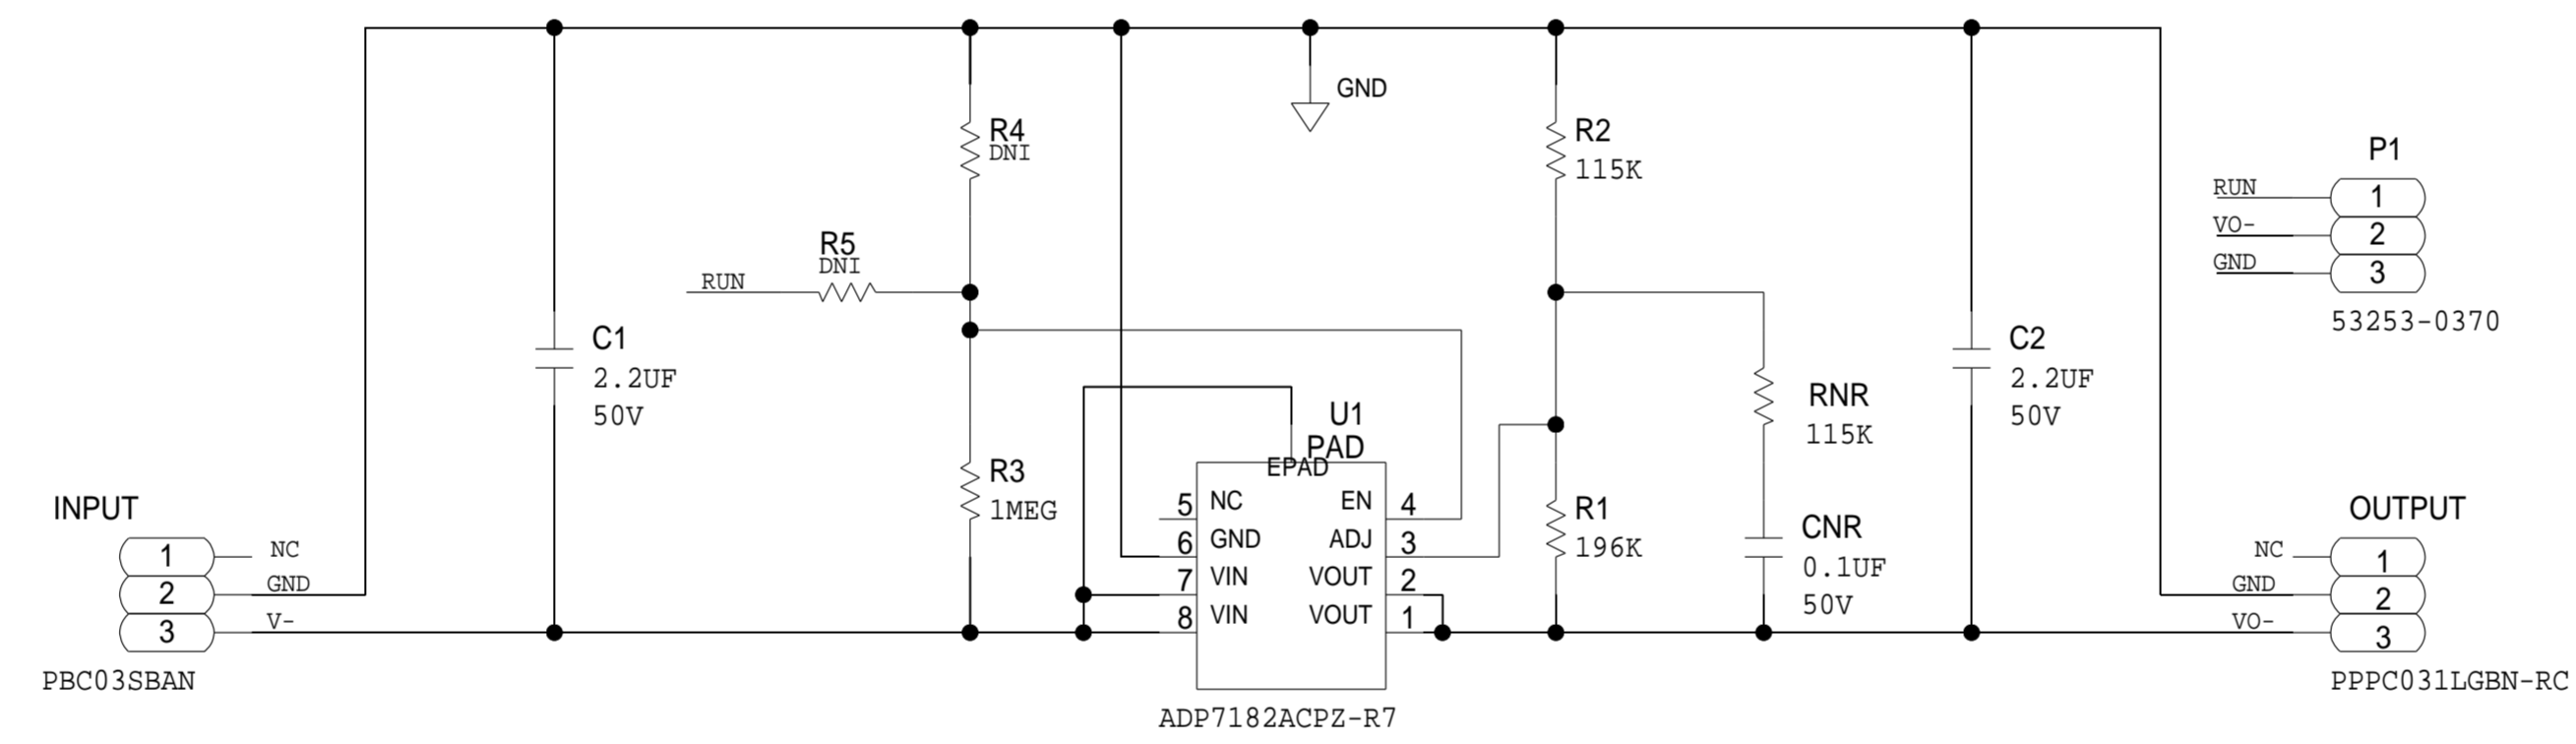 GND
R4
DNI
R2
115K
P1
RUN
1
VO-
2
GND
3
53253-0370
R5
DNI
RUN
C1
2.2UF
50V
C2
2.2UF
50V
RNR
115K
U1
PAD
EPAD
R3
1MEG
5 NC EN 4
6 GND ADJ 3
7 VIN VOUT 2
8 VIN VOUT 1
ADP7182ACPZ-R7
R1
196K
CNR
0.1UF
50V
INPUT
1 NC
2 GND
3 V-
PBC03SBAN
OUTPUT
NC 1
GND 2
VO- 3
PPPC031LGBN-RC